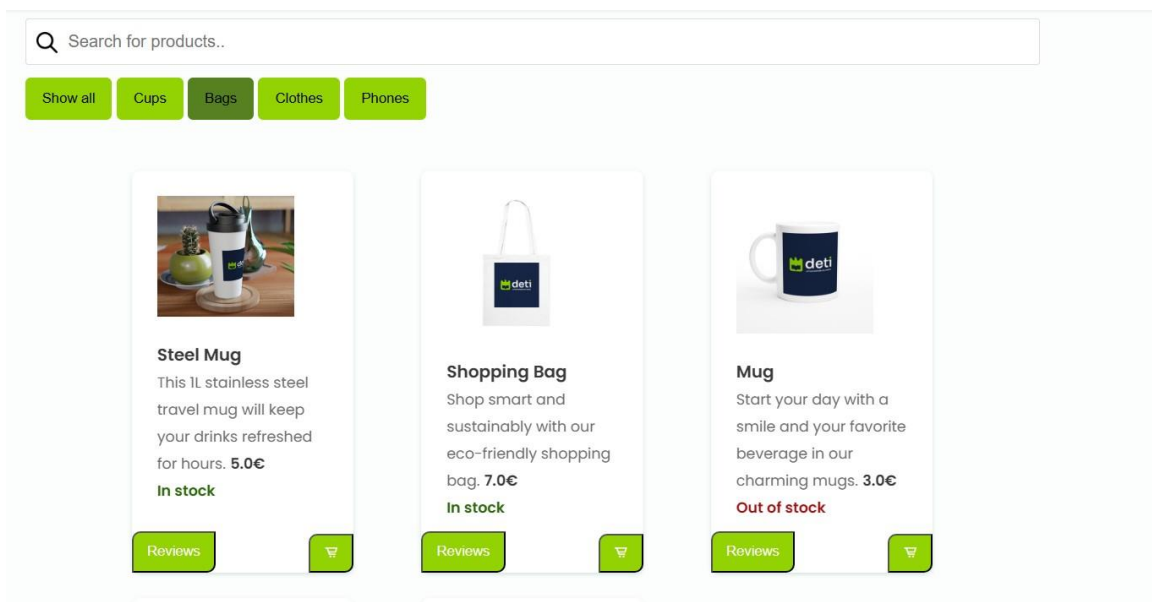 Search for products..
Show all
Cups
Bags
Clothes
Phones
deti
deti
Steel Mug
This 1L stainless steel
travel mug will keep
your drinks refreshed
for hours. 5.0€
In stock
Shopping Bag
Shop smart and
sustainably with our
eco-friendly shopping
bag. 7.0€
In stock
Mug
Start your day with a
smile and your favorite
beverage in our
charming mugs. 3.0€
Out of stock
Reviews
Reviews
Reviews